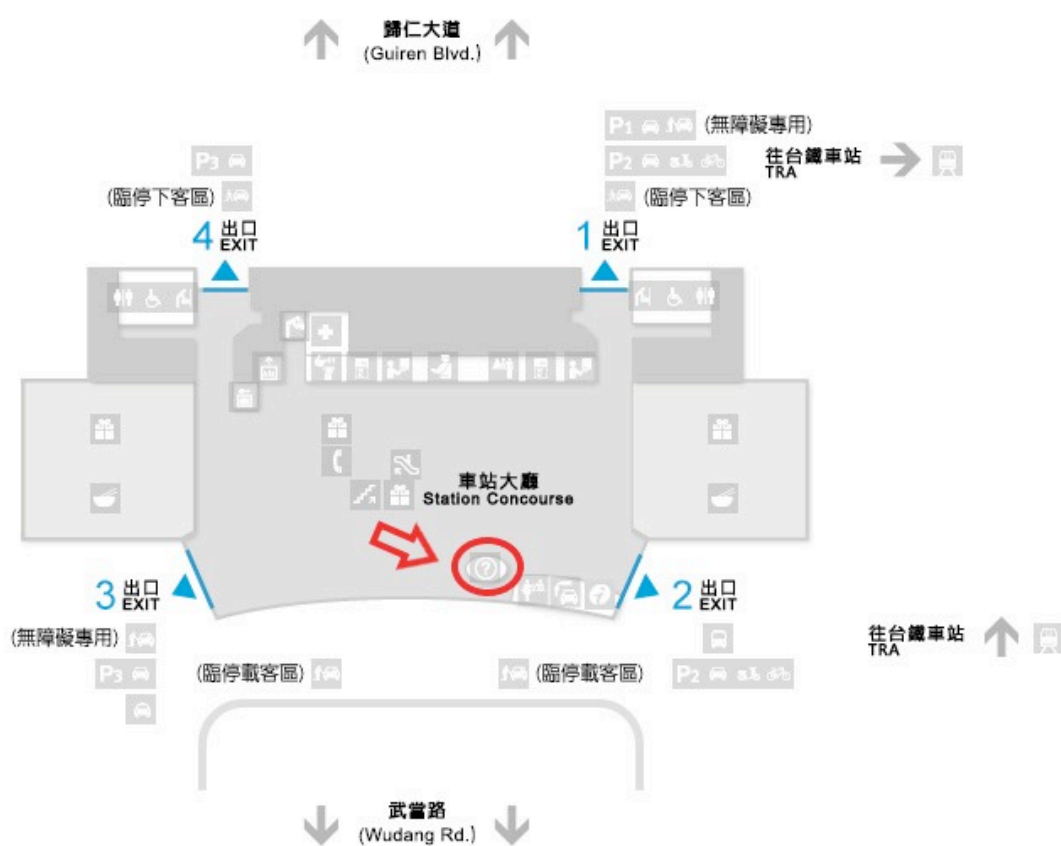 歸仁大道
(Guiren Blvd.)
P1 (無障礙專用)
P3
P2
往台鐵車站
TRA
(臨停下客區)
(臨停下客區)
4 出口
EXIT
1 出口
EXIT
車站大廳
Station Concourse
?
3 出口
EXIT
2 出口
EXIT
(無障礙專用)
往台鐵車站
TRA
P3
(臨停載客區)
(臨停載客區)
P2
武當路
(Wudang Rd.)